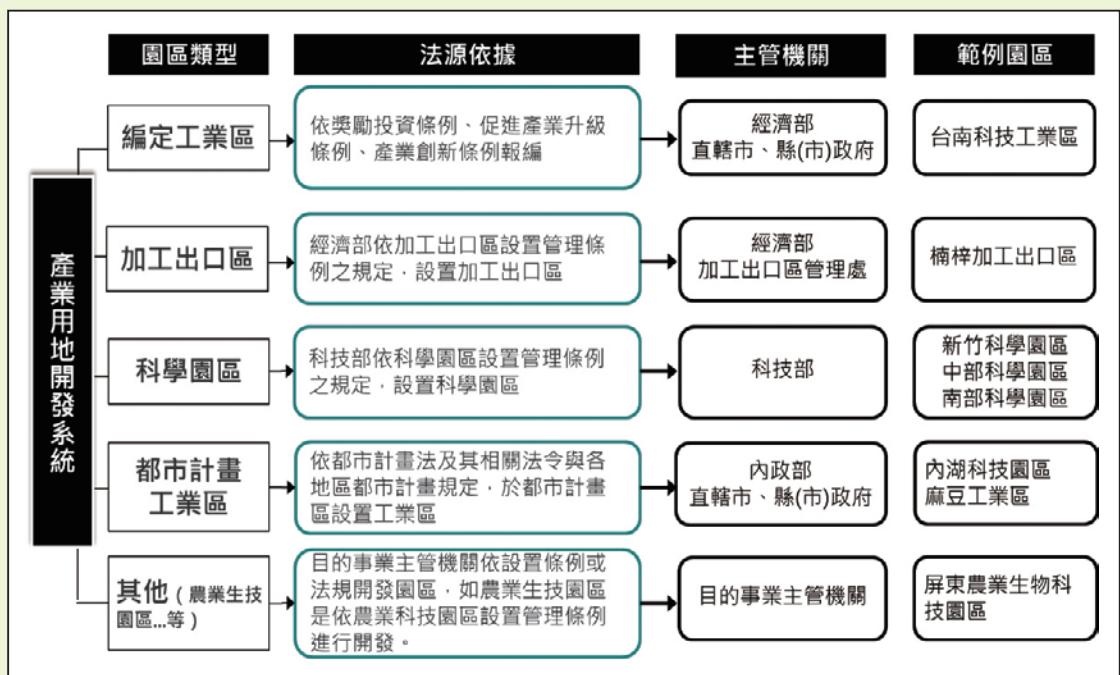 園區類型
法源依據
主管機關
範例園區
產業用地開發系統
編定工業區
依獎勵投資條例、促進產業升級
條例、產業創新條例報編
經濟部
直轄市、縣(市)政府
台南科技工業區
加工出口區
經濟部依加工出口區設置管理條
例之規定，設置加工出口區
經濟部
加工出口區管理處
楠梓加工出口區
科學園區
科技部依科學園區設置管理條例
之規定，設置科學園區
科技部
新竹科學園區
中部科學園區
南部科學園區
都市計畫
工業區
依都市計畫法及其相關法令與各
地區都市計畫規定，於都市計畫
區設置工業區
內政部
直轄市、縣(市)政府
內湖科技園區
麻豆工業區
其他（農業生技
園區...等）
目的事業主管機關依設置條例或
法規開發園區，如農業生技園區
是依農業科技園區設置管理條例
進行開發。
目的事業主管機關
屏東農業生物科
技園區